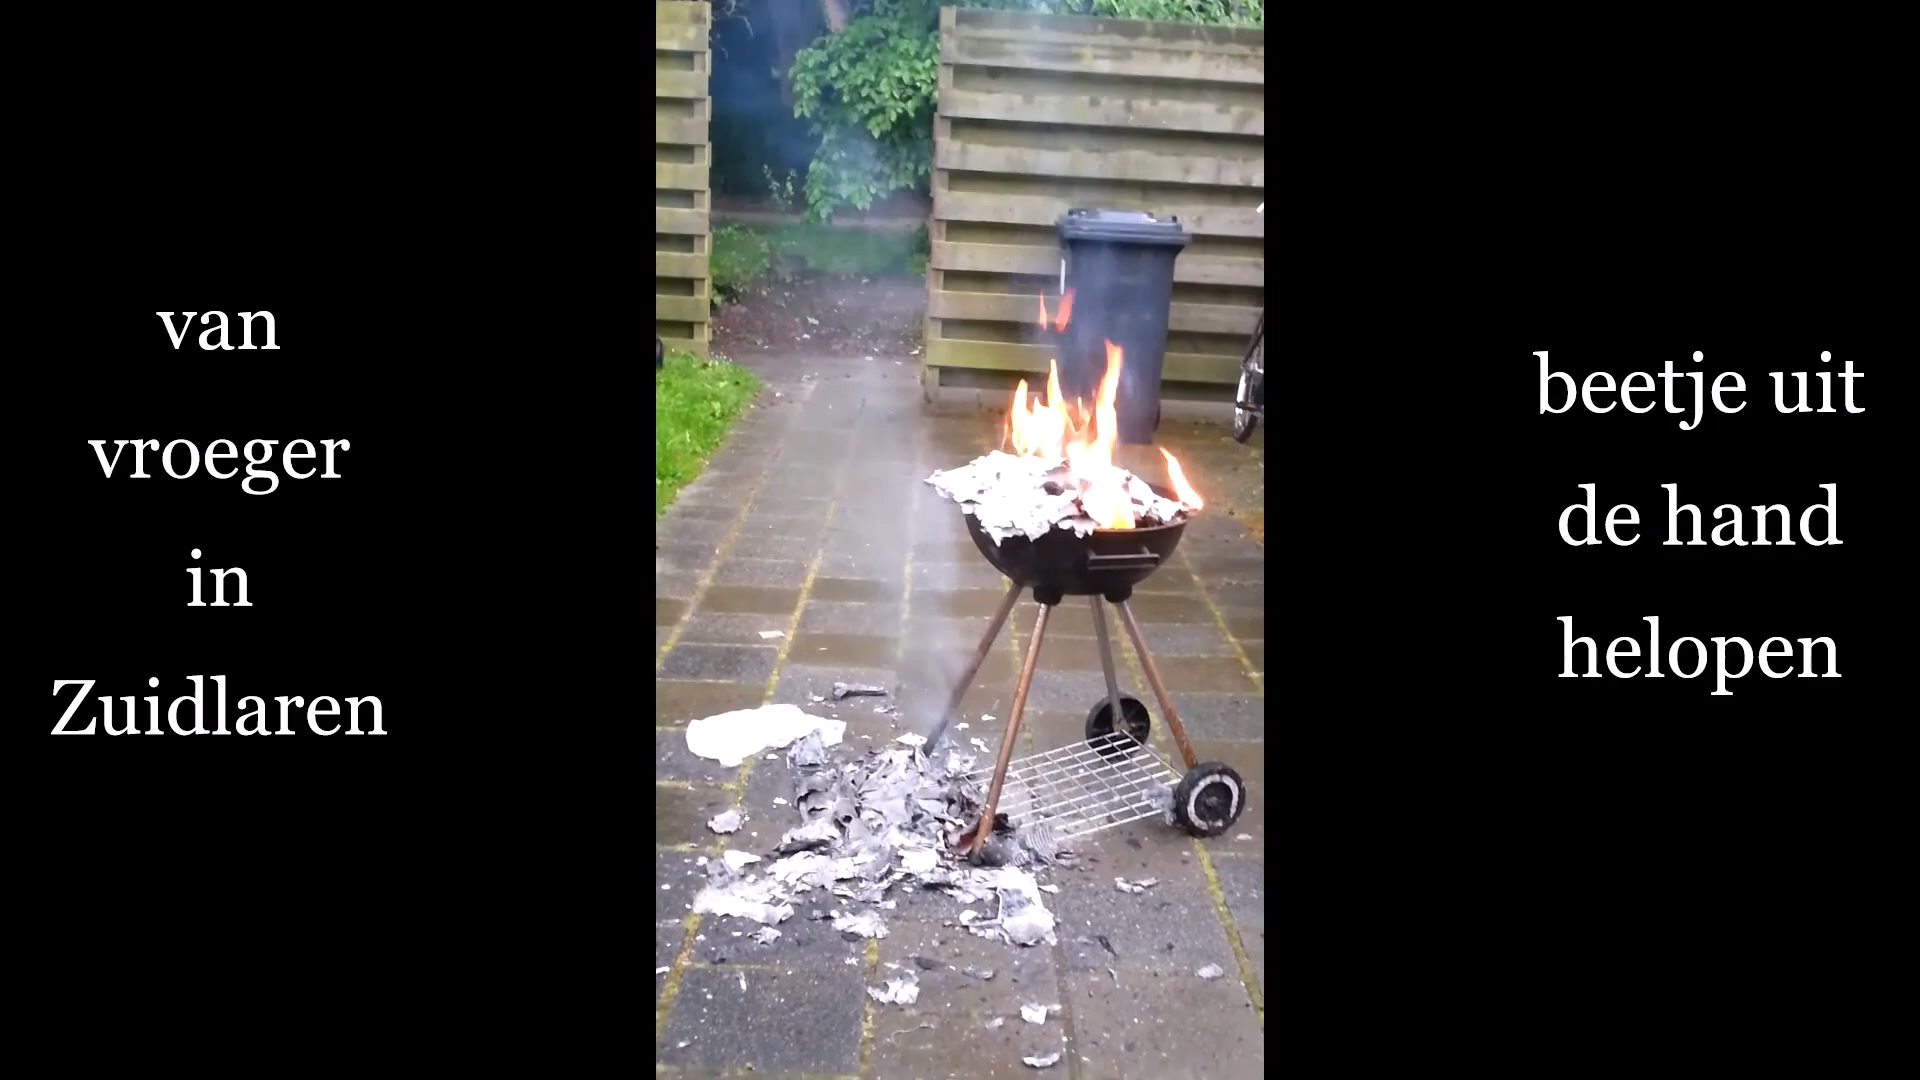 van
vroeger
in
Zuidlaren
beetje uit
de hand
helopen